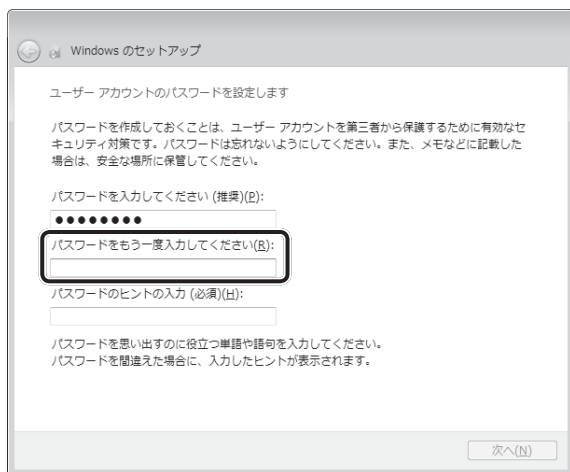 Windows のセットアップ
ユーザー アカウントのパスワードを設定します
パスワードを作成しておくことは、ユーザー アカウントを第三者から保護するために有効なセ
キュリティ対策です。パスワードは忘れないようにしてください。また、メモなどに記載した
場合は、安全な場所に保管してください。
パスワードを入力してください (推奨)(P):
●●●●●●●●
パスワードをもう一度入力してください(R):
パスワードのヒントの入力 (必須)(H):
パスワードを思い出すのに役立つ単語や語句を入力してください。
パスワードを間違えた場合に、入力したヒントが表示されます。
次へ(N)